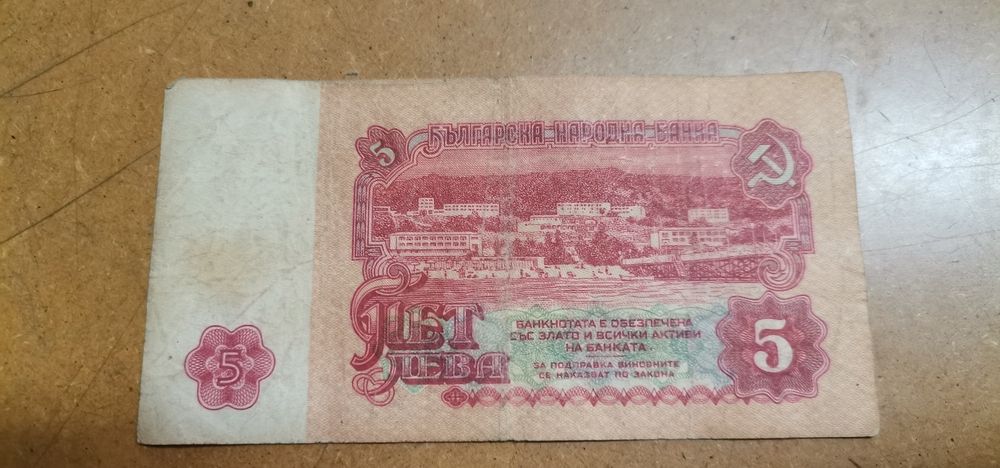 БЪЛГАРСКА НАРОДНА БАНКА
5
ПЕТ
ЛЕВА
БАНКНОТАТА Е ОБЕЗПЕЧЕНА
СЪС ЗЛАТО И ВСИЧКИ АКТИВИ
НА БАНКАТА
ЗА ПОДПРАВКА ВИНОВНИТЕ
СЕ НАКАЗВАТ ПО ЗАКОНА
5
5